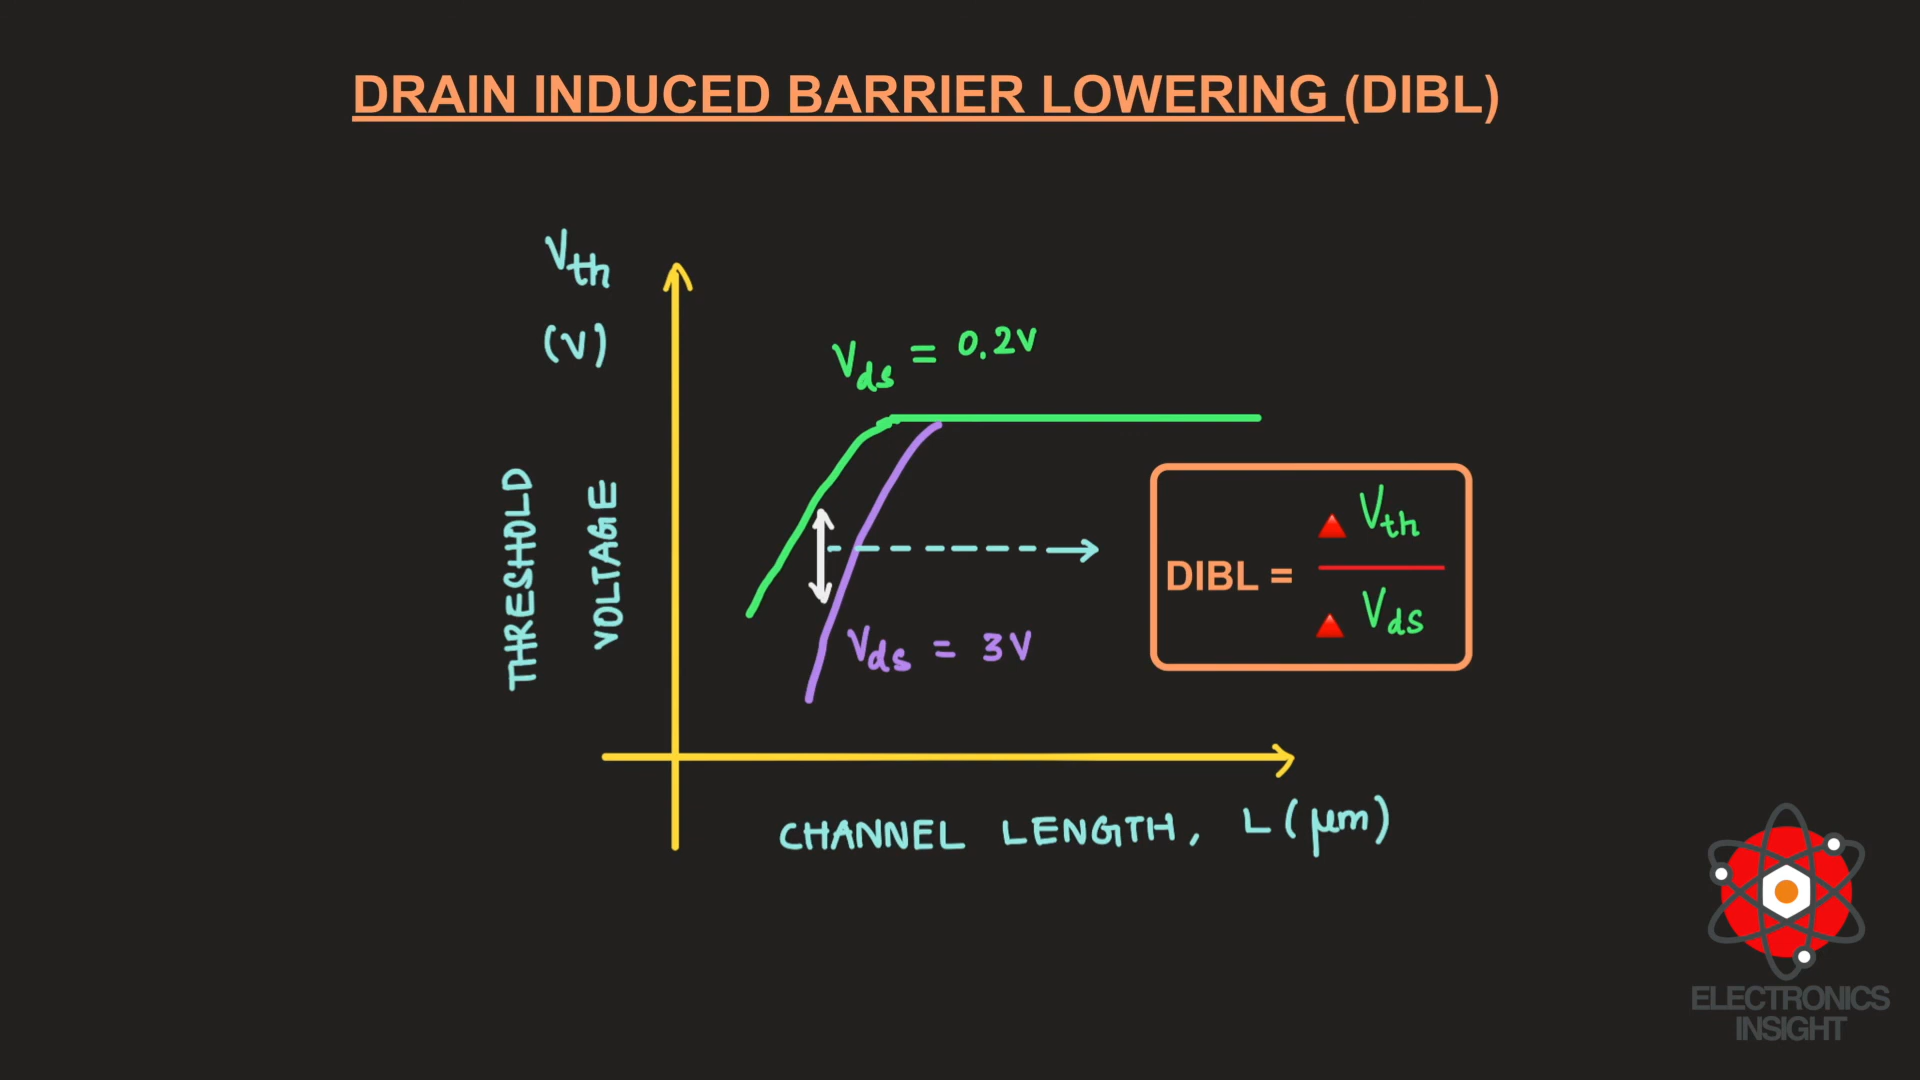 DRAIN INDUCED BARRIER LOWERING (DIBL)
Vth
(V)
THRESHOLD
VOLTAGE
Vds = 0.2V
Vds = 3V
DIBL = ▲Vth
▲Vds
CHANNEL LENGTH, L (μm)
ELECTRONICS
INSIGHT